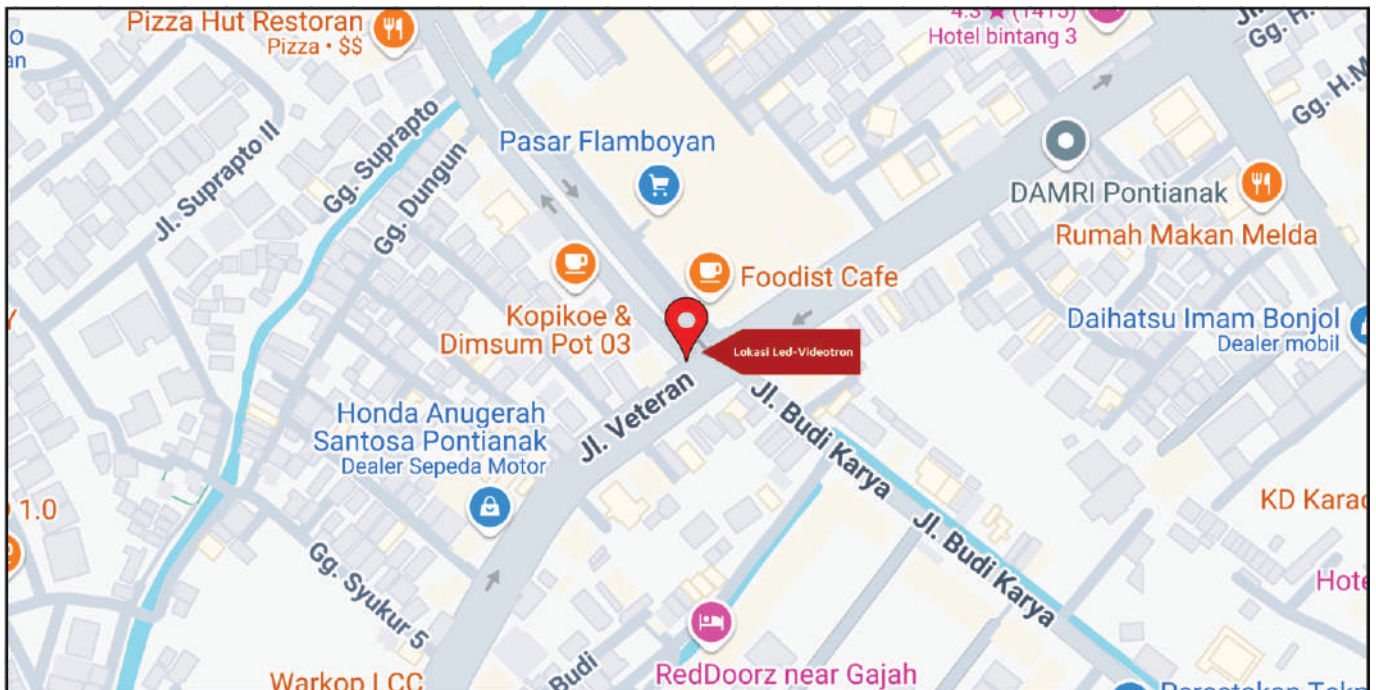 Pizza Hut Restoran
Pizza • $$
4.3 ★ (1415)
Hotel bintang 3
an
Gg. H.M
Jl. Suprapto II
Gg. Suprapto
Gg. Dungun
Pasar Flamboyan
DAMRI Pontianak
Rumah Makan Melda
Foodist Cafe
Kopikoe &
Dimsum Pot 03
Lokasi Led-Videotron
Daihatsu Imam Bonjol
Dealer mobil
Honda Anugerah
Santosa Pontianak
Dealer Sepeda Motor
Jl. Veteran
Jl. Budi Karya
Jl. Budi Karya
1.0
KD Karao
Gg. Syukur 5
Hote
RedDoorz near Gajah
Budi
Warkop LCC